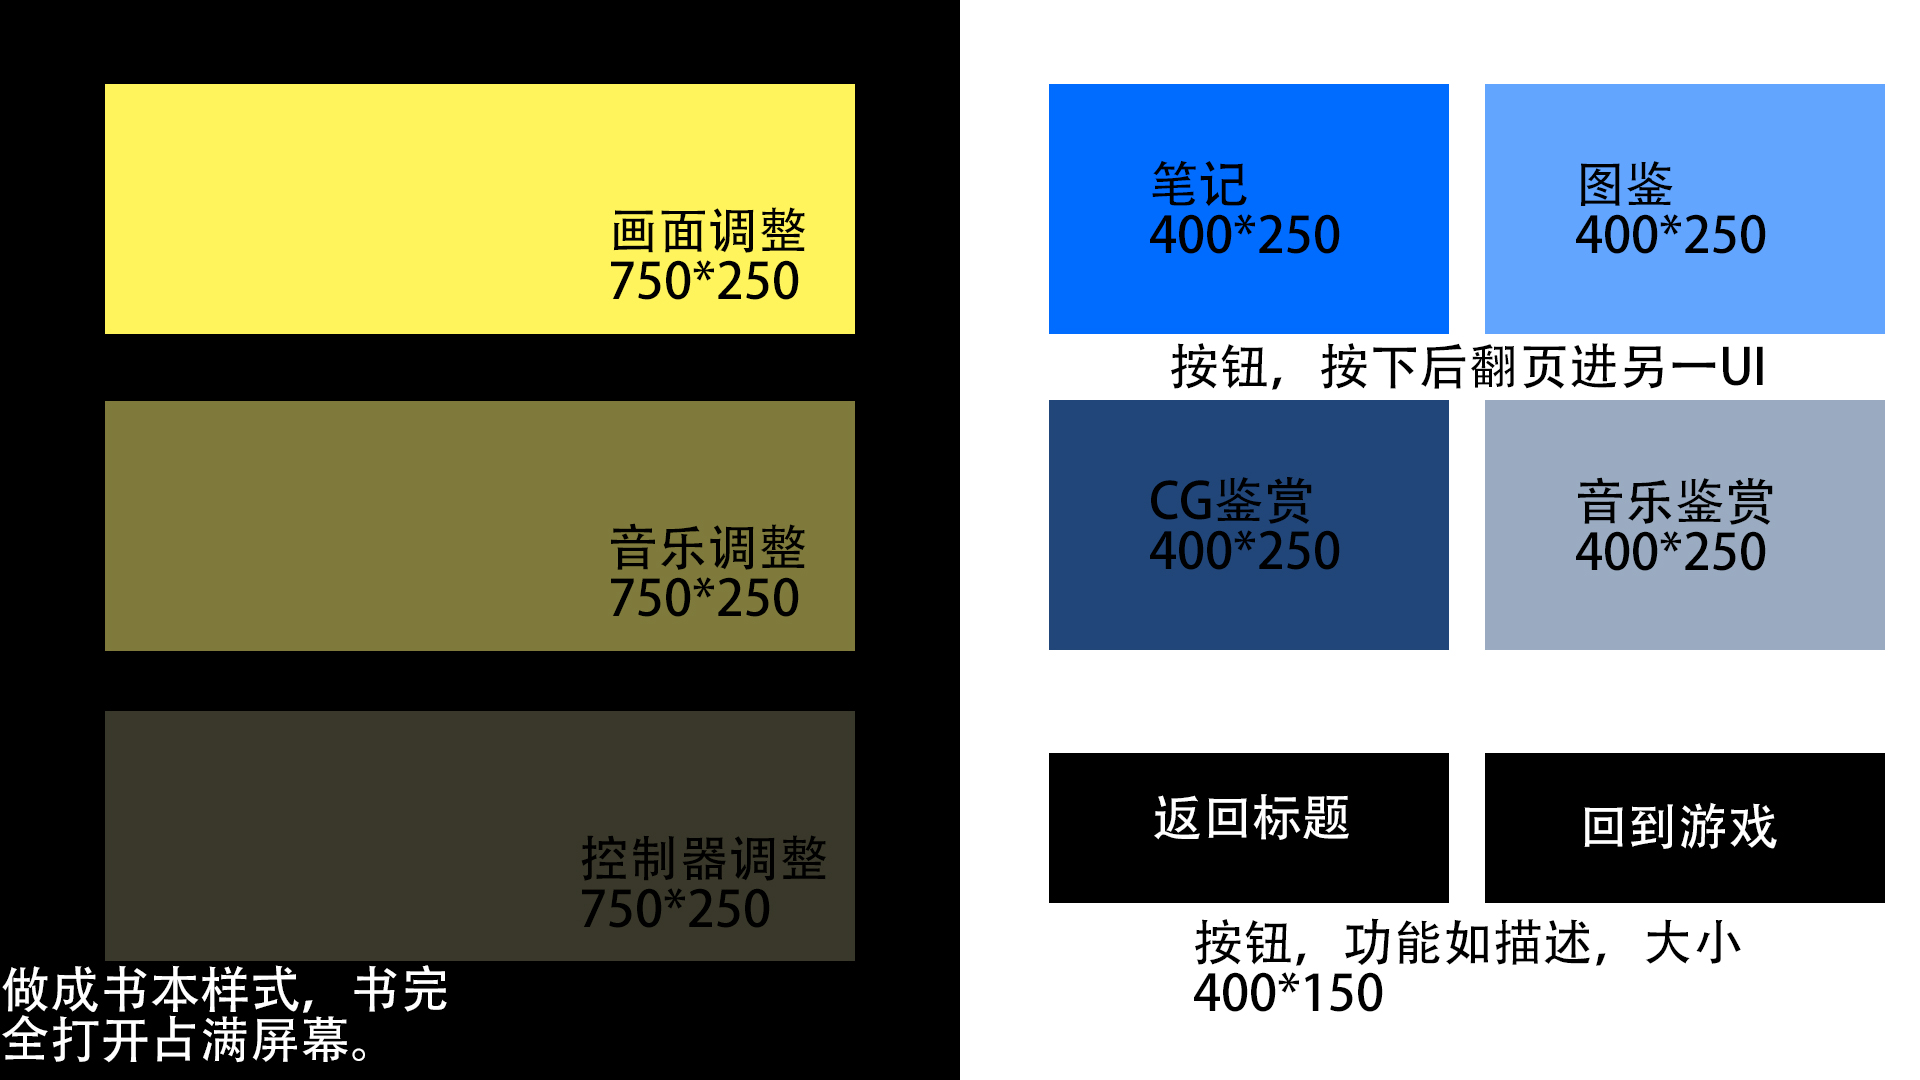 画面调整
750*250
音乐调整
750*250
控制器调整
750*250
做成书本样式，书完
全打开占满屏幕。
笔记
400*250
图鉴
400*250
按钮，按下后翻页进另一UI
CG鉴赏
400*250
音乐鉴赏
400*250
返回标题
回到游戏
按钮，功能如描述，大小
400*150